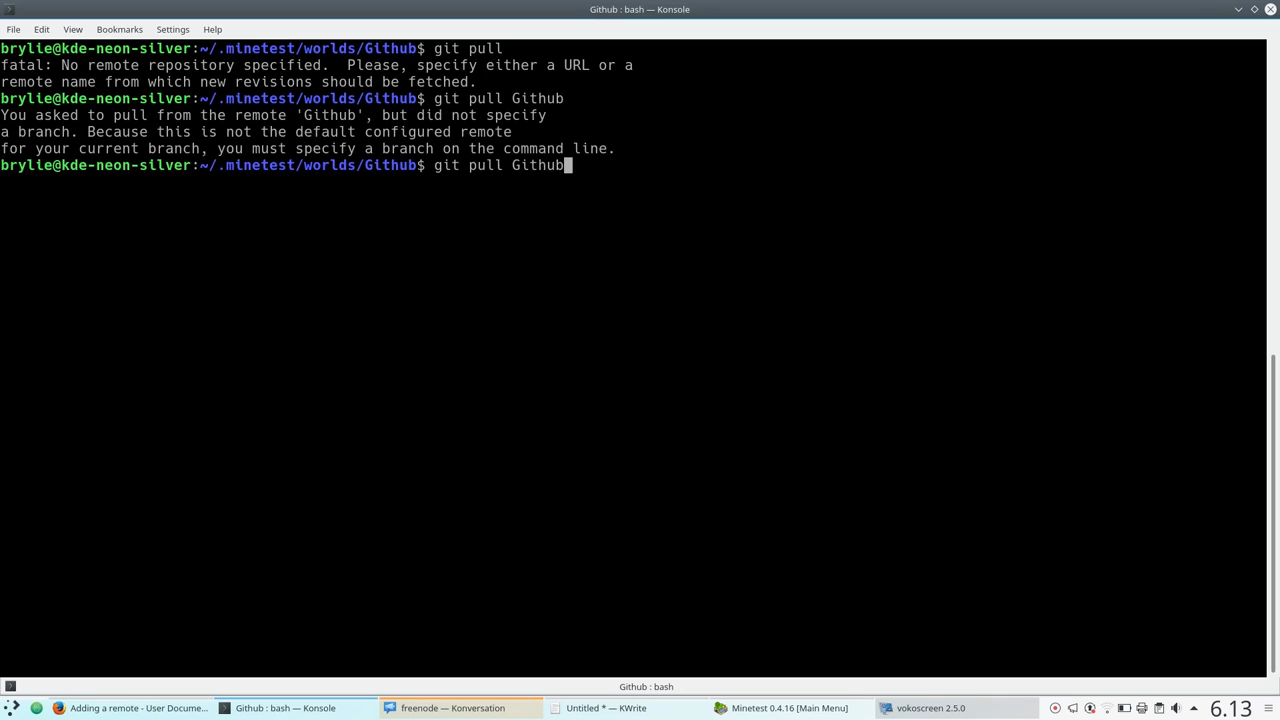 Github : bash — Konsole
File Edit View Bookmarks Settings Help
brylie@kde-neon-silver:~/.minetest/worlds/Github$ git pull
fatal: No remote repository specified.  Please, specify either a URL or a
remote name from which new revisions should be fetched.
brylie@kde-neon-silver:~/.minetest/worlds/Github$ git pull Github
You asked to pull from the remote 'Github', but did not specify
a branch. Because this is not the default configured remote
for your current branch, you must specify a branch on the command line.
brylie@kde-neon-silver:~/.minetest/worlds/Github$ git pull Github
Github : bash
Adding a remote - User Docume... Github : bash — Konsole freenode — Konversation Untitled * — KWrite Minetest 0.4.16 [Main Menu] vokoscreen 2.5.0 6.13